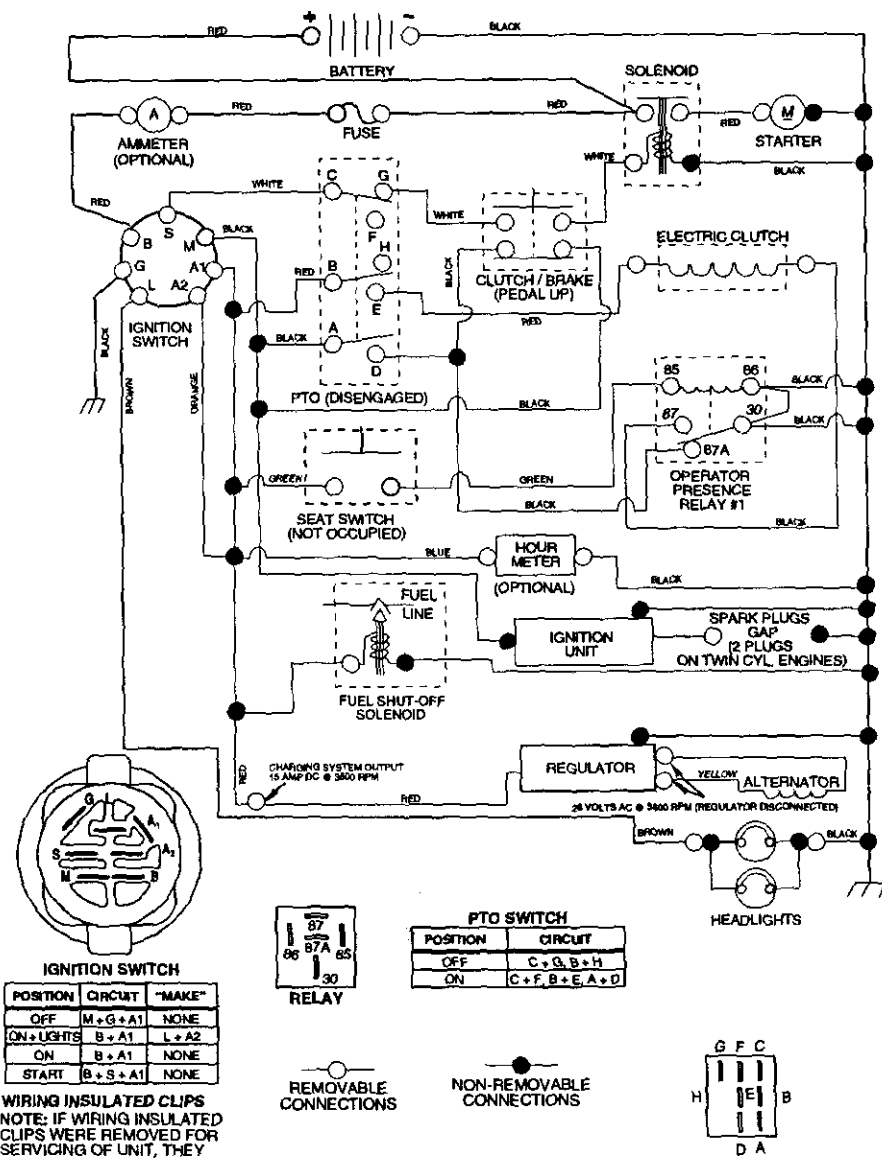 +
-
RED
BLACK
BATTERY
SOLENOID
A
RED
FUSE
RED
RED
M
AMMETER
(OPTIONAL)
STARTER
WHITE
BLACK
RED
WHITE
C
G
S
BLACK
F
WHITE
B
M
H
G
A1
L
A2
RED
B
BLACK
ELECTRIC CLUTCH
CLUTCH / BRAKE
(PEDAL UP)
E
RED
IGNITION
SWITCH
BLACK
A
BLACK
D
BROWN
ORANGE
85
86
BLACK
PTO (DISENGAGED)
BLACK
87
30
BLACK
87A
GREEN
GREEN
OPERATOR
PRESENCE
RELAY #1
BLACK
BLACK
SEAT SWITCH
(NOT OCCUPIED)
BLUE
HOUR
METER
(OPTIONAL)
BLACK
FUEL
LINE
IGNITION
UNIT
SPARK PLUGS
GAP
(2 PLUGS
ON TWIN CYL. ENGINES)
FUEL SHUT-OFF
SOLENOID
RED
CHARGING SYSTEM OUTPUT
15 AMP DC @ 3600 RPM
REGULATOR
YELLOW
ALTERNATOR
RED
28 VOLTS AC @ 3600 RPM (REGULATOR DISCONNECTED)
BROWN
BLACK
HEADLIGHTS
G
L
A1
A2
S
M
B
IGNITION SWITCH
POSITION CIRCUIT "MAKE"
OFF M+G+A1 NONE
ON+LIGHTS B+A1 L+A2
ON B+A1 NONE
START B+S+A1 NONE
87
86
87A
85
30
RELAY
PTO SWITCH
POSITION CIRCUIT
OFF C+G, B+H
ON C+F, B+E, A+D
REMOVABLE
CONNECTIONS
NON-REMOVABLE
CONNECTIONS
G F C
H E B
D A
WIRING INSULATED CLIPS
NOTE: IF WIRING INSULATED
CLIPS WERE REMOVED FOR
SERVICING OF UNIT, THEY